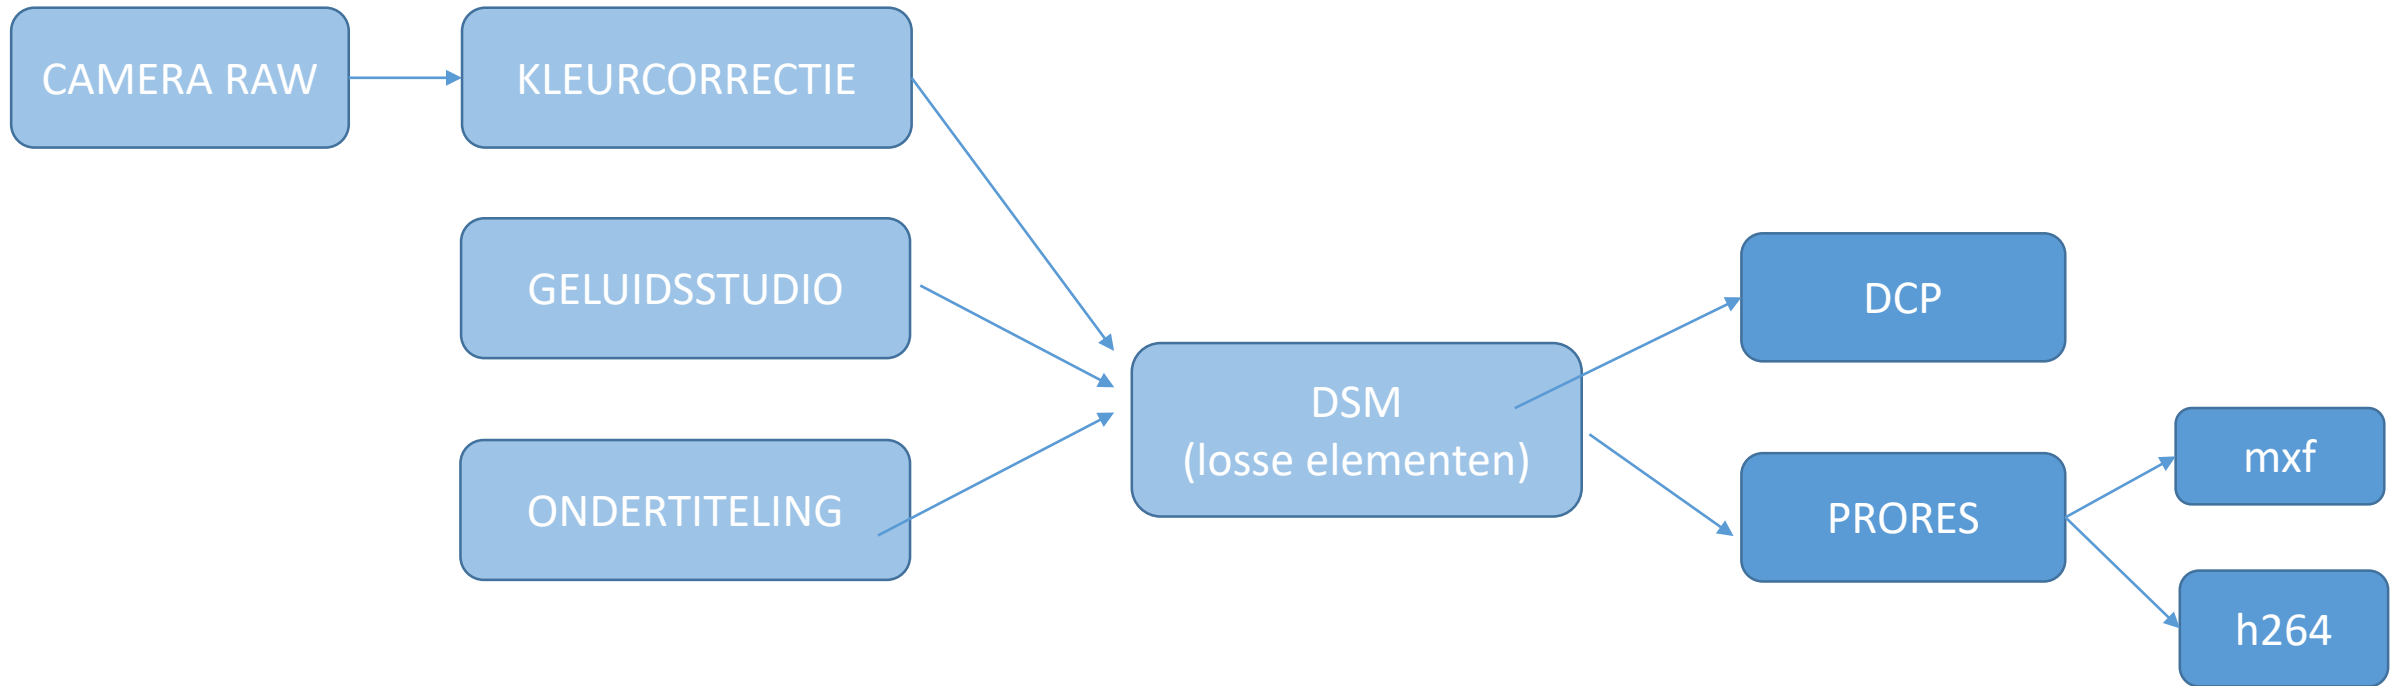 CAMERA RAW
KLEURCORRECTIE
GELUIDSSTUDIO
ONDERTITELING
DSM
(losse elementen)
DCP
PRORES
mxf
h264